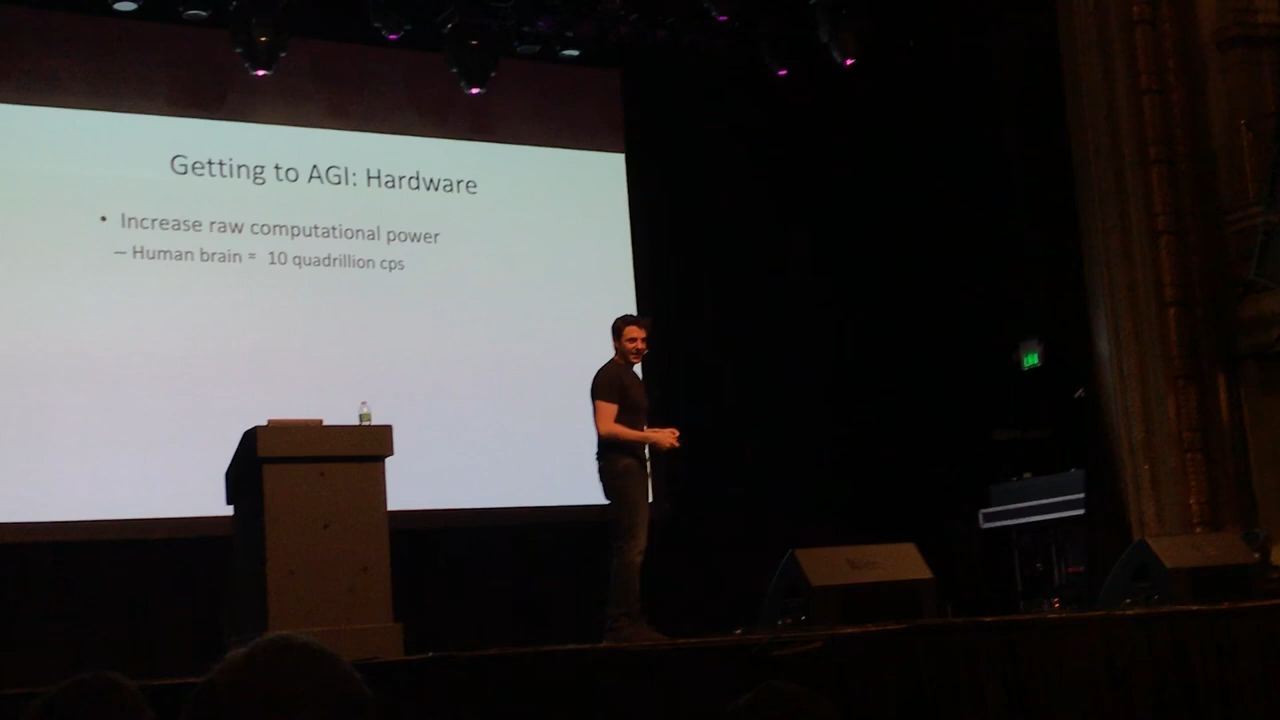 Getting to AGI: Hardware
• Increase raw computational power
– Human brain = 10 quadrillion cps